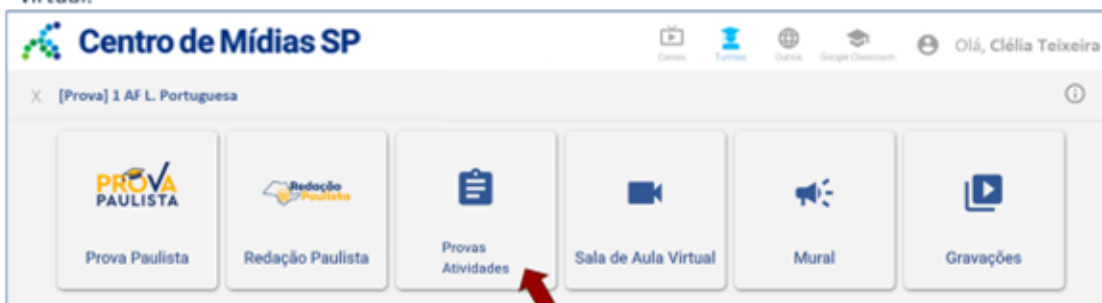 virtual.
Centro de Mídias SP
Canais Turmas Outros Google Classroom Olá, Clélia Teixeira
X [Prova] 1 AF L. Portuguesa
PROVA
PAULISTA
Redação
Paulista
Prova Paulista
Redação Paulista
Provas
Atividades
Sala de Aula Virtual
Mural
Gravações